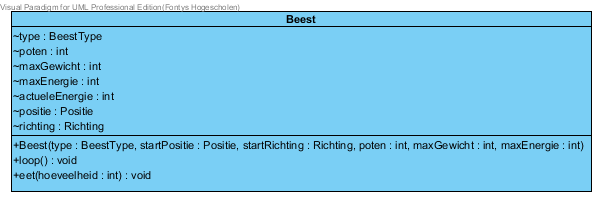 Visual Paradigm for UML Professional Edition(Fontys Hogescholen)
Beest
~type : BeestType
~poten : int
~maxGewicht : int
~maxEnergie : int
~actueleEnergie : int
~positie : Positie
~richting : Richting
+Beest(type : BeestType, startPositie : Positie, startRichting : Richting, poten : int, maxGewicht : int, maxEnergie : int)
+loop() : void
+eet(hoeveelheid : int) : void